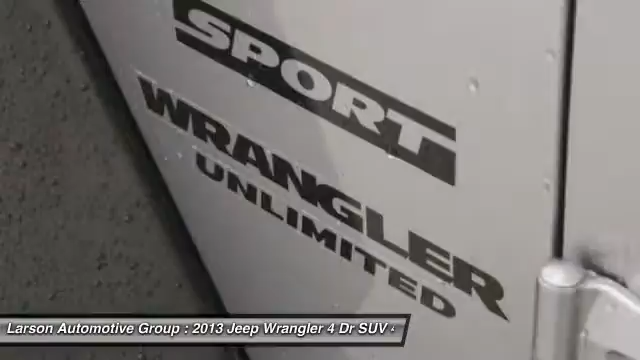 SPORT
WRANGLER
UNLIMITED
Larson Automotive Group : 2013 Jeep Wrangler 4 Dr SUV